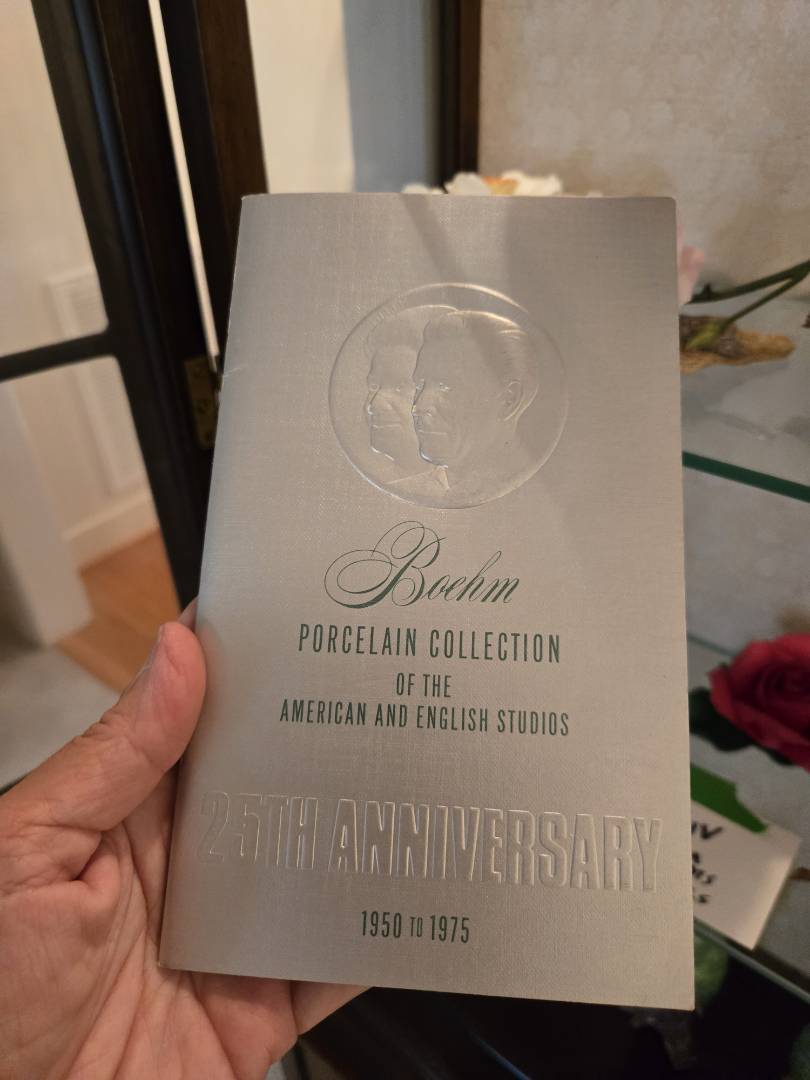 Boehm
PORCELAIN COLLECTION
OF THE
AMERICAN AND ENGLISH STUDIOS
25TH ANNIVERSARY
1950 TO 1975